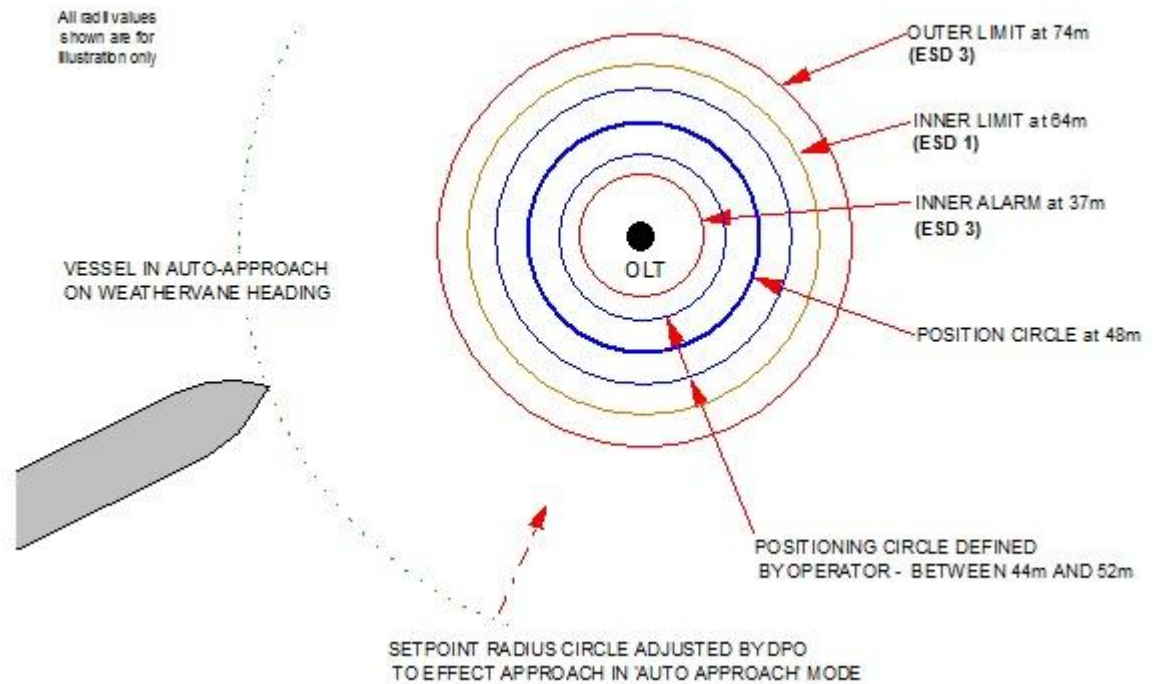 All radii values
shown are for
illustration only
OUTER LIMIT at 74m
(ESD 3)
INNER LIMIT at 64m
(ESD 1)
INNER ALARM at 37m
(ESD 3)
OLT
VESSEL IN AUTO-APPROACH
ON WEATHERVANE HEADING
POSITION CIRCLE at 48m
POSITIONING CIRCLE DEFINED
BY OPERATOR - BETWEEN 44m AND 52m
SETPOINT RADIUS CIRCLE ADJUSTED BY DPO
TO EFFECT APPROACH IN 'AUTO APPROACH' MODE